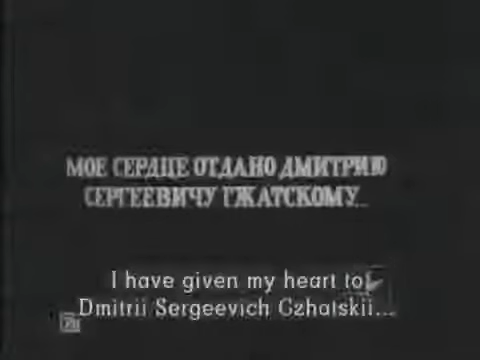 МОЕ СЕРДЦЕ ОТДАНО ДМИТРИЮ
СЕРГЕЕВИЧУ ГЖАТСКОМУ...
I have given my heart to
Dmitrii Sergeevich Gzhatskii...